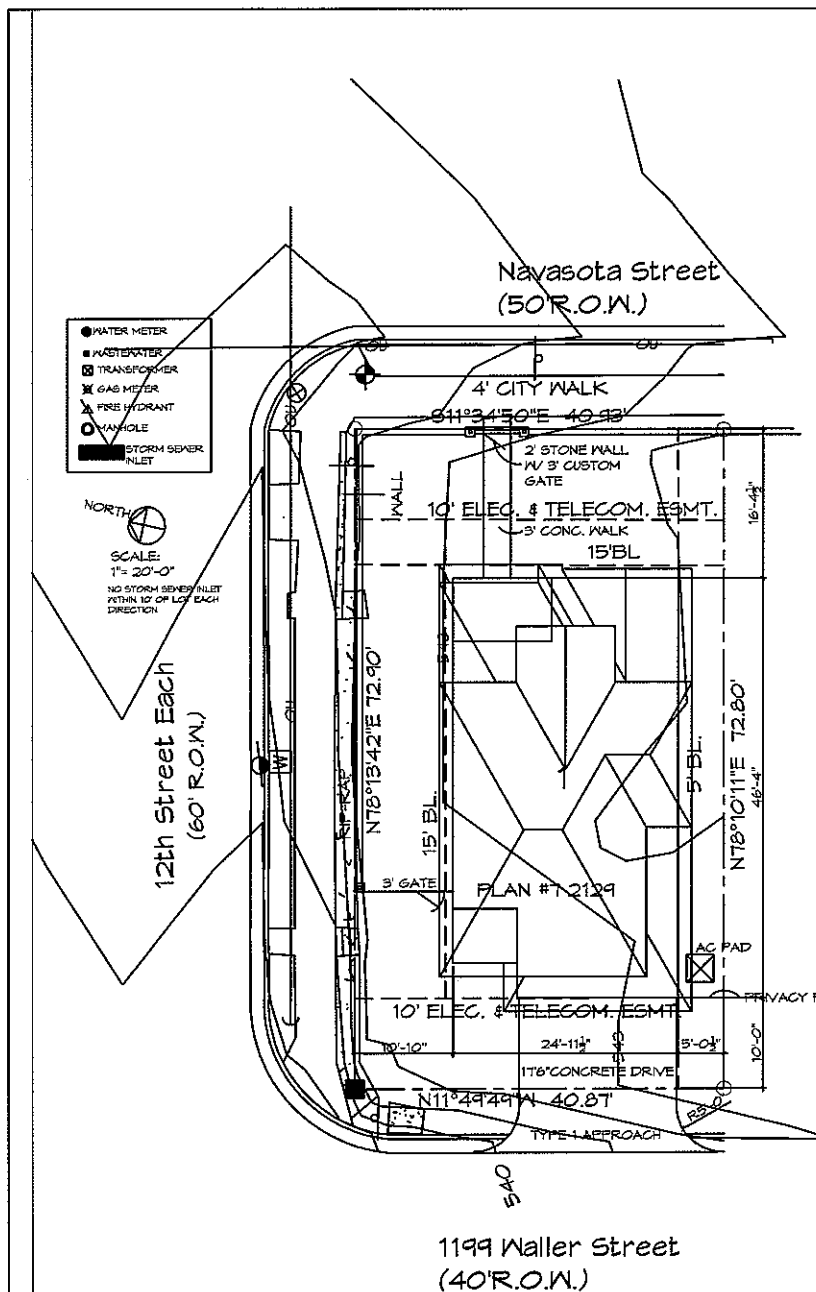 Navasota Street
(50'R.O.W.)
WATER METER
WASTEWATER
TRANSFORMER
GAS METER
FIRE HYDRANT
MANHOLE
STORM SEWER
INLET
NORTH
SCALE:
1"= 20'-0"
NO STORM SEWER INLET
WITHIN 10' OF LOT EACH
DIRECTION
4' CITY WALK
S11°34'50"E 40.93'
2' STONE WALL
W/ 3' CUSTOM
GATE
WALL
10' ELEC. & TELECOM. ESMT.
3' CONC. WALK
15'BL
16'-4½"
543
12th Street Each
(60' R.O.W.)
OH
W
RIP-RAP
N78°13'42"E 72.90'
15' BL.
5' BL.
N78°10'11"E 72.80'
46'-4"
3' GATE
PLAN #7.2129
AC PAD
PRIVACY F
10' ELEC. & TELECOM. ESMT.
10'-10"
24'-11½"
543
5'-0½"
10'-0"
17'6"CONCRETE DRIVE
N11°49'49"W 40.87'
R5'-0"
TYPE-1 APPROACH
540
1199 Waller Street
(40'R.O.W.)